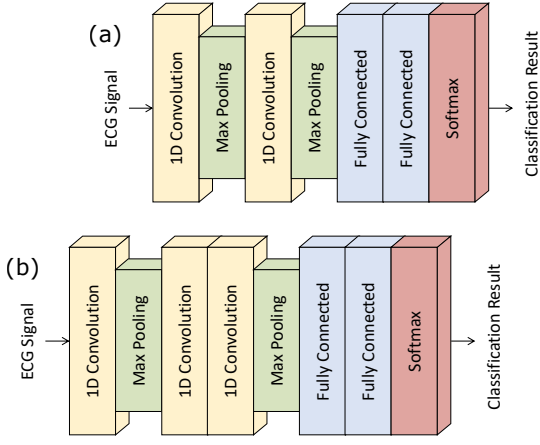 (a)
ECG Signal
1D Convolution
Max Pooling
1D Convolution
Max Pooling
Fully Connected
Fully Connected
Softmax
Classification Result
(b)
ECG Signal
1D Convolution
Max Pooling
1D Convolution
1D Convolution
Max Pooling
Fully Connected
Fully Connected
Softmax
Classification Result